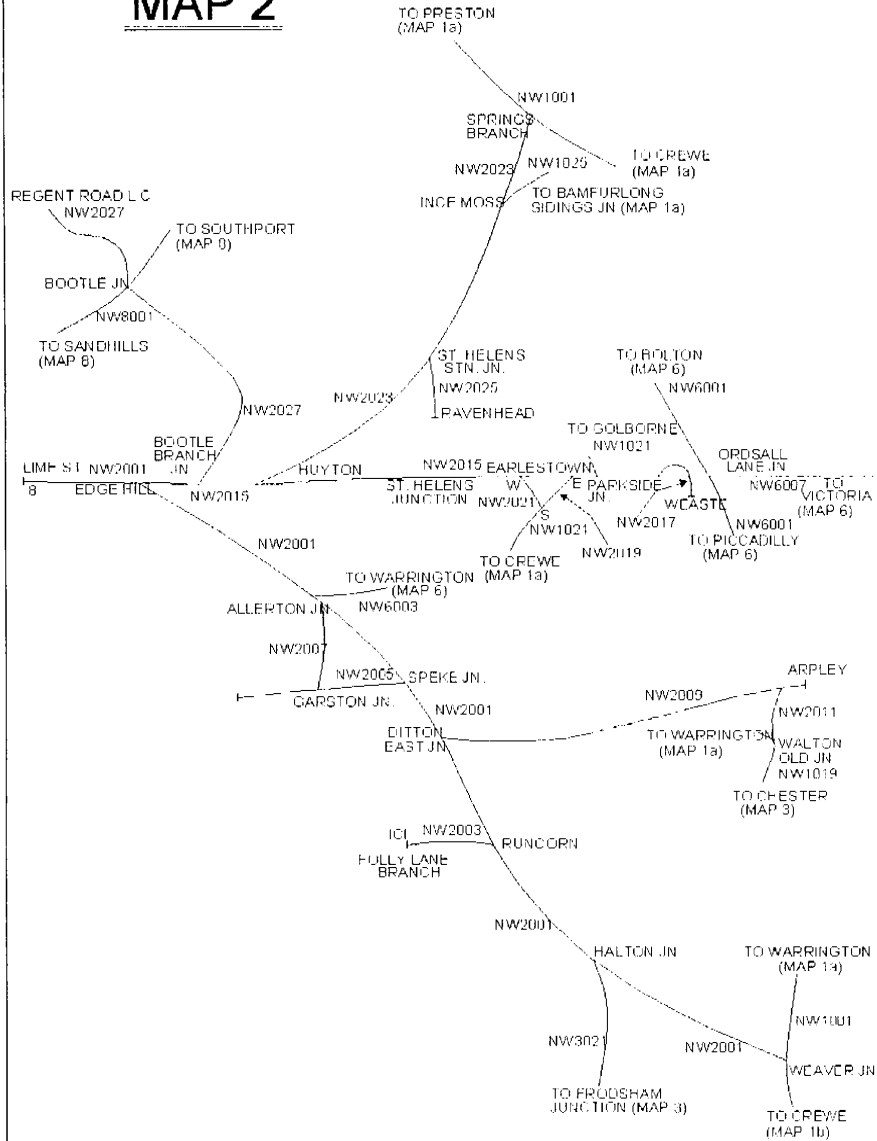 MAP 2
TO PRESTON
(MAP 1a)
NW1001
SPRINGS
BRANCH
TO CREWE
(MAP 1a)
NW2023
NW1025
INCE MOSS
TO BAMFURLONG
SIDINGS JN (MAP 1a)
REGENT ROAD L C
NW2027
TO SOUTHPORT
(MAP 8)
BOOTLE JN
NW8001
TO SANDHILLS
(MAP 8)
ST. HELENS
STN. JN.
NW2025
RAVENHEAD
NW2023
NW2027
TO BOLTON
(MAP 6)
NW6001
BOOTLE
BRANCH
JN
TO GOLBORNE
NW1021
ORDSALL
LANE JN
LIME ST NW2001
8
EDGE HILL
NW2015
HUYTON
NW2015
ST. HELENS
JUNCTION
EARLESTOWN
W
E
S
NW2021
NW1021
PARKSIDE
JN.
WEASTE
NW6007
TO
VICTORIA
(MAP 6)
NW2017
NW6001
TO PICCADILLY
(MAP 6)
NW2019
TO CREWE
(MAP 1a)
NW2001
TO WARRINGTON
(MAP 6)
ALLERTON JN
NW6003
NW2007
NW2005
SPEKE JN.
GARSTON JN.
NW2001
DITTON
EAST JN
NW2009
ARPLEY
NW2011
TO WARRINGTON
(MAP 1a)
WALTON
OLD JN
NW1019
TO CHESTER
(MAP 3)
ICI
NW2003
RUNCORN
FOLLY LANE
BRANCH
NW2001
HALTON JN
TO WARRINGTON
(MAP 1a)
NW1001
NW3021
NW2001
WEAVER JN
TO FRODSHAM
JUNCTION (MAP 3)
TO CREWE
(MAP 1b)